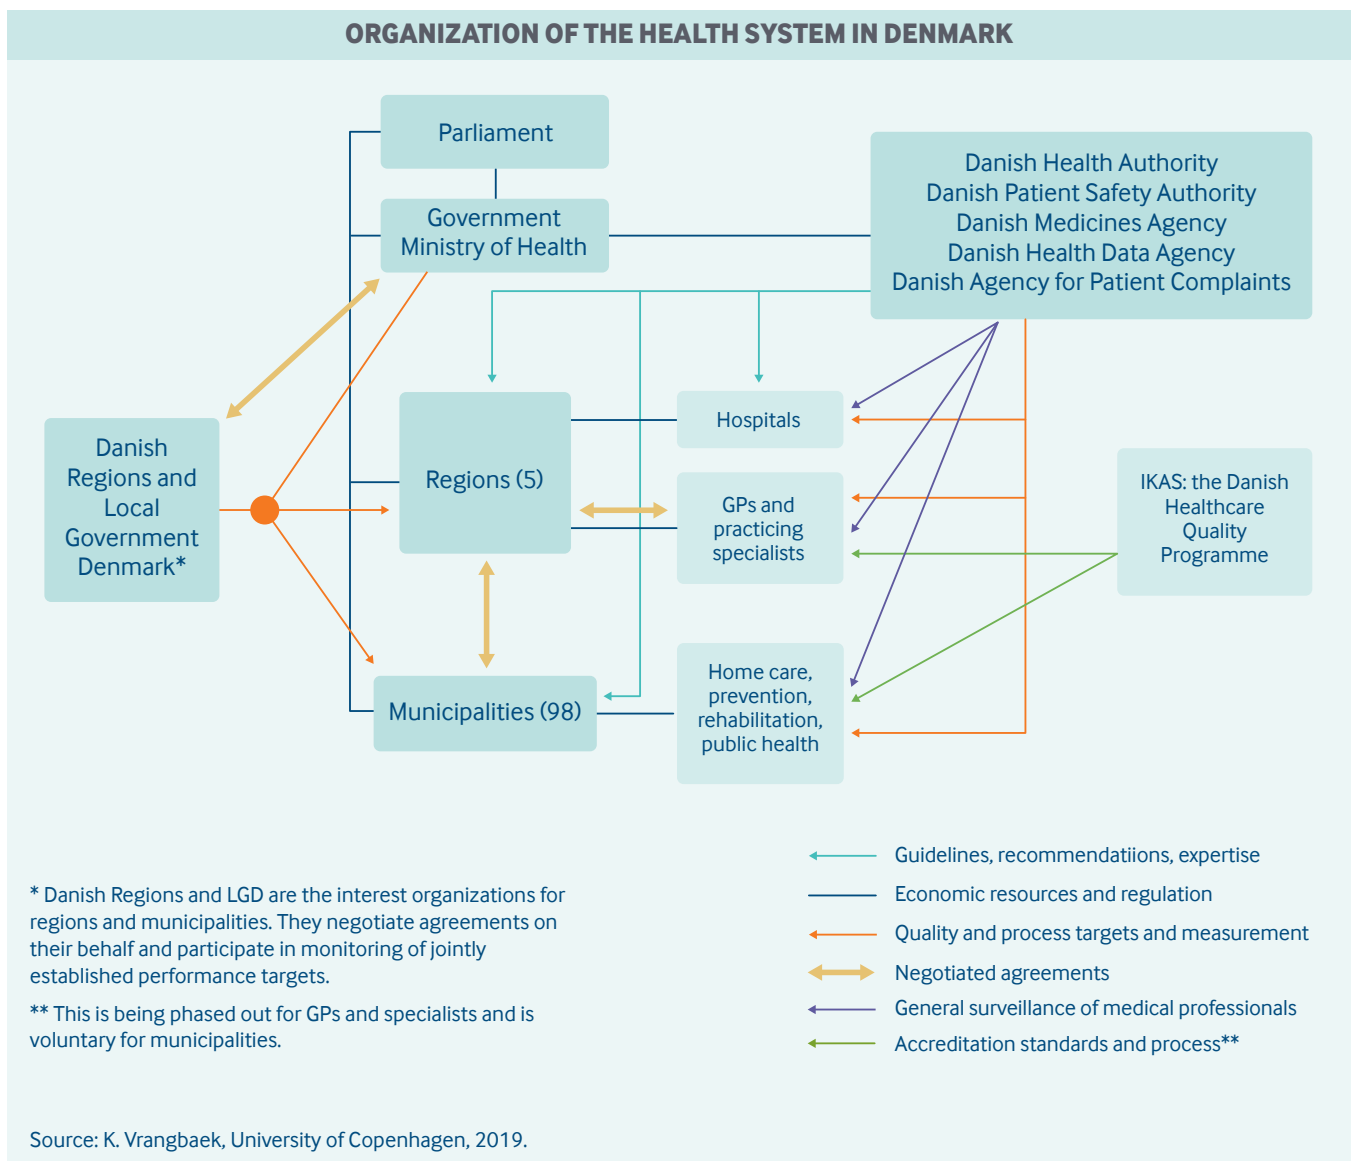 ORGANIZATION OF THE HEALTH SYSTEM IN DENMARK
Parliament
Government
Ministry of Health
Danish Health Authority
Danish Patient Safety Authority
Danish Medicines Agency
Danish Health Data Agency
Danish Agency for Patient Complaints
Danish
Regions and
Local
Government
Denmark*
Regions (5)
Hospitals
GPs and
practicing
specialists
IKAS: the Danish
Healthcare
Quality
Programme
Municipalities (98)
Home care,
prevention,
rehabilitation,
public health
* Danish Regions and LGD are the interest organizations for
regions and municipalities. They negotiate agreements on
their behalf and participate in monitoring of jointly
established performance targets.
** This is being phased out for GPs and specialists and is
voluntary for municipalities.
Guidelines, recommendatiions, expertise
Economic resources and regulation
Quality and process targets and measurement
Negotiated agreements
General surveillance of medical professionals
Accreditation standards and process**
Source: K. Vrangbaek, University of Copenhagen, 2019.